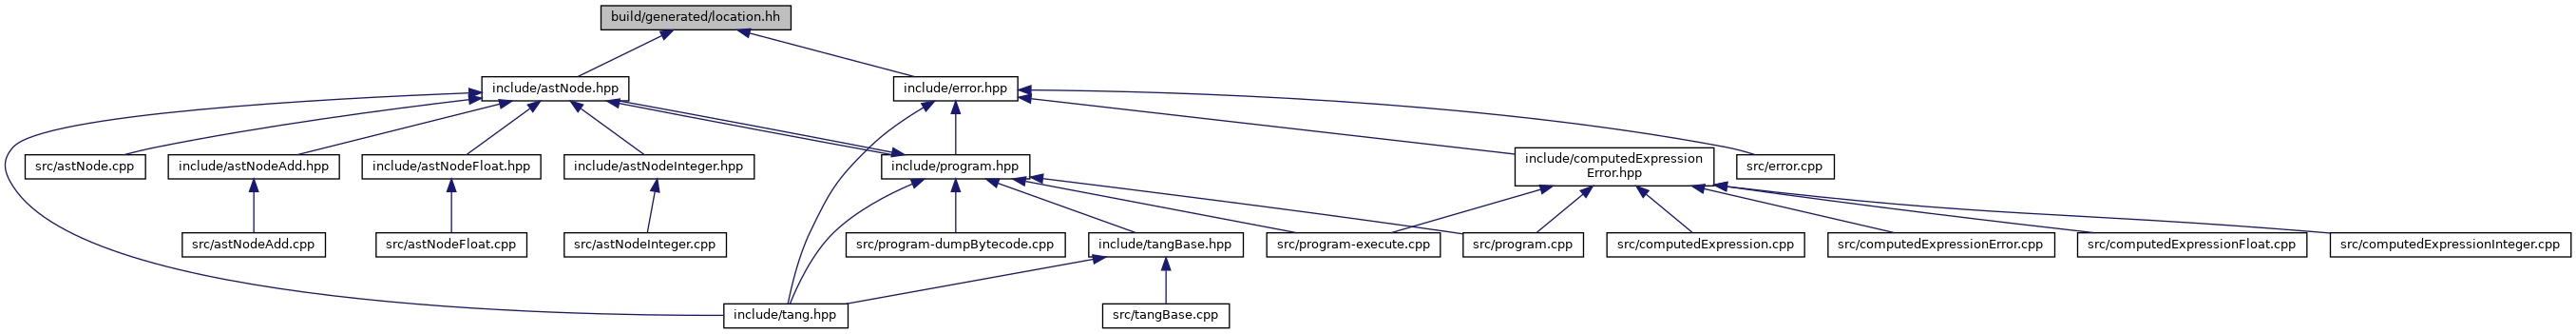 build/generated/location.hh
include/astNode.hpp
include/error.hpp
src/astNode.cpp
include/astNodeAdd.hpp
include/astNodeFloat.hpp
include/astNodeInteger.hpp
include/program.hpp
include/computedExpression
Error.hpp
src/error.cpp
src/astNodeAdd.cpp
src/astNodeFloat.cpp
src/astNodeInteger.cpp
src/program-dumpBytecode.cpp
include/tangBase.hpp
src/program-execute.cpp
src/program.cpp
src/computedExpression.cpp
src/computedExpressionError.cpp
src/computedExpressionFloat.cpp
src/computedExpressionInteger.cpp
include/tang.hpp
src/tangBase.cpp